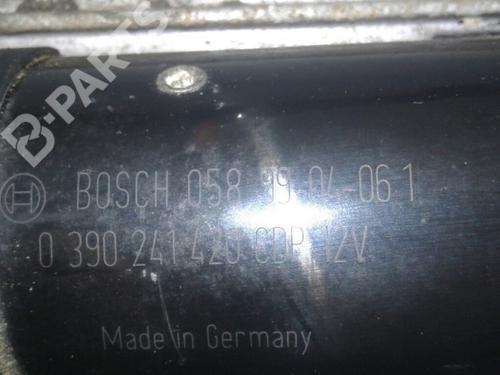 B-PARTS
BOSCH 058 99 04-06 1
0 390 241 420 CDP 12V
Made in Germany